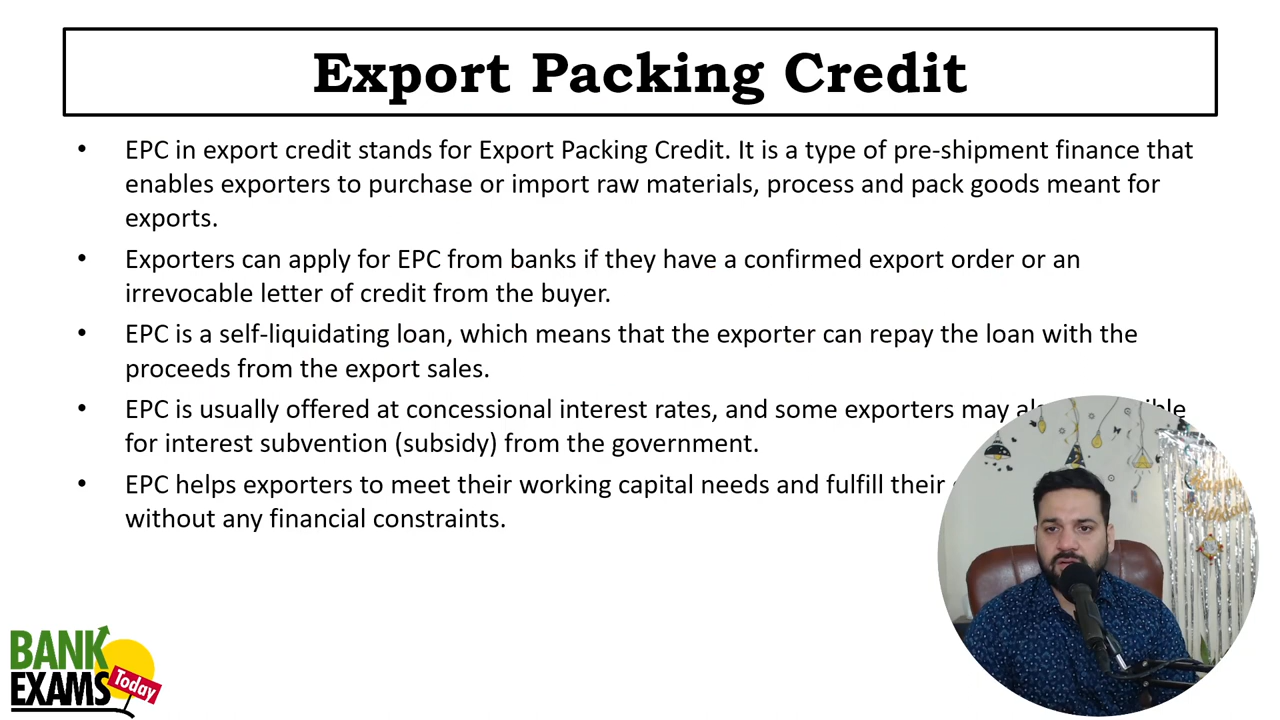 Export Packing Credit
• EPC in export credit stands for Export Packing Credit. It is a type of pre-shipment finance that
enables exporters to purchase or import raw materials, process and pack goods meant for
exports.
• Exporters can apply for EPC from banks if they have a confirmed export order or an
irrevocable letter of credit from the buyer.
• EPC is a self-liquidating loan, which means that the exporter can repay the loan with the
proceeds from the export sales.
• EPC is usually offered at concessional interest rates, and some exporters may
for interest subvention (subsidy) from the government.
• EPC helps exporters to meet their working capital needs and fulfill their
without any financial constraints.
BANK
EXAMS
Today